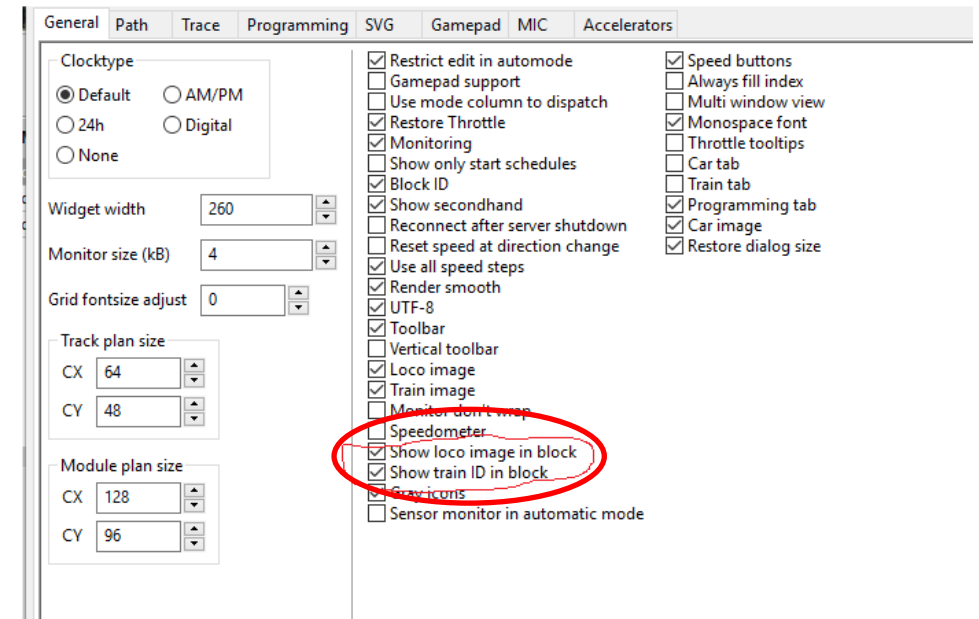 General Path Trace Programming SVG Gamepad MIC Accelerators
Clocktype
Default AM/PM
24h Digital
None
Widget width 260
Monitor size (kB) 4
Grid fontsize adjust 0
Track plan size
CX 64
CY 48
Module plan size
CX 128
CY 96
Restrict edit in automode
Gamepad support
Use mode column to dispatch
Restore Throttle
Monitoring
Show only start schedules
Block ID
Show secondhand
Reconnect after server shutdown
Reset speed at direction change
Use all speed steps
Render smooth
UTF-8
Toolbar
Vertical toolbar
Loco image
Train image
Monitor don't wrap
Speedometer
Show loco image in block
Show train ID in block
Gray icons
Sensor monitor in automatic mode
Speed buttons
Always fill index
Multi window view
Monospace font
Throttle tooltips
Car tab
Train tab
Programming tab
Car image
Restore dialog size